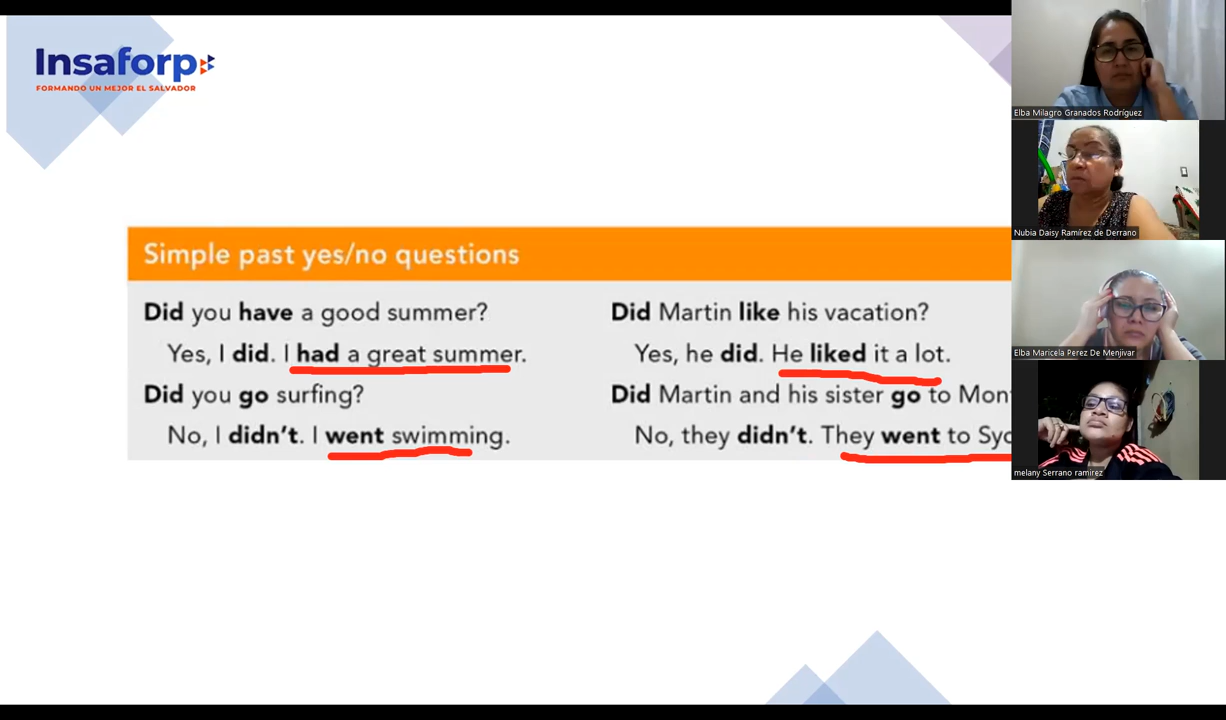 Insaforp
FORMANDO UN MEJOR EL SALVADOR
Simple past yes/no questions
Did you have a good summer?
Yes, I did. I had a great summer.
Did you go surfing?
No, I didn't. I went swimming.
Did Martin like his vacation?
Yes, he did. He liked it a lot.
Did Martin and his sister go to
No, they didn't. They went to
Elba Milagro Granados Rodríguez
Nubia Daisy Ramírez de Derrano
Elba Maricela Perez De Menjivar
melany Serrano ramirez